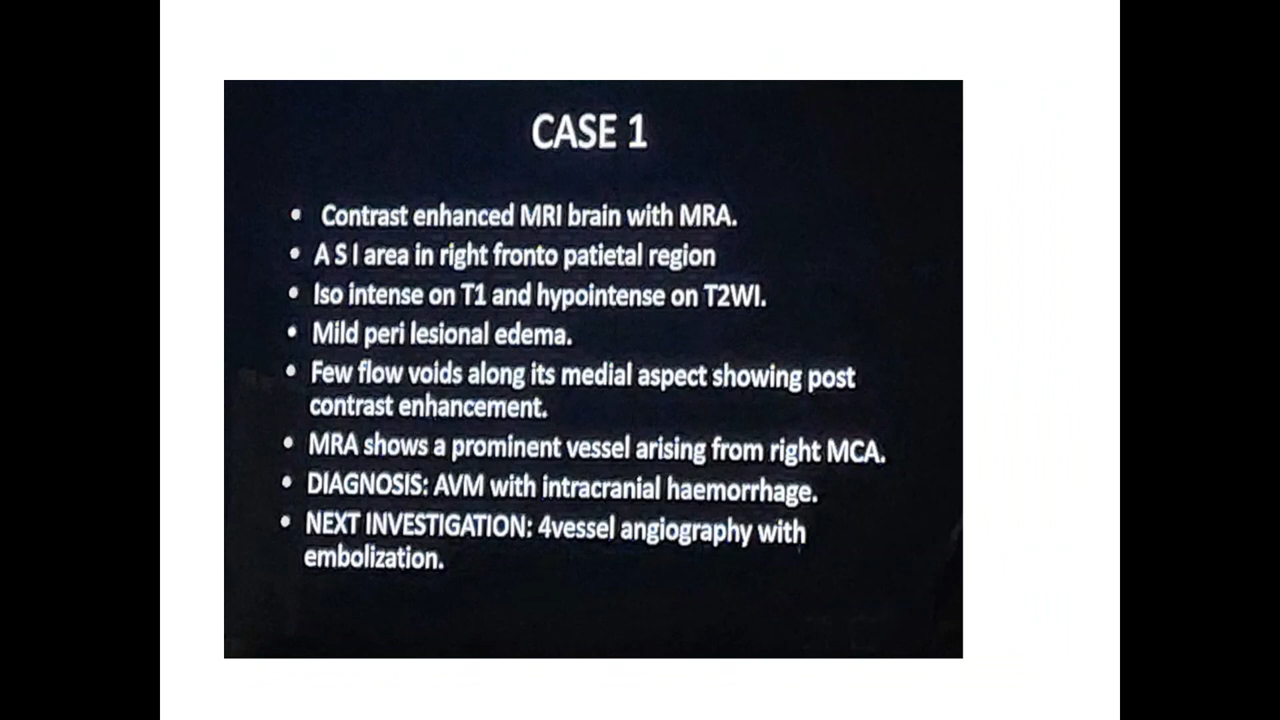 CASE 1
• Contrast enhanced MRI brain with MRA.
• A S I area in right fronto patietal region
• Iso intense on T1 and hypointense on T2WI.
• Mild peri lesional edema.
• Few flow voids along its medial aspect showing post
contrast enhancement.
• MRA shows a prominent vessel arising from right MCA.
• DIAGNOSIS: AVM with intracranial haemorrhage.
• NEXT INVESTIGATION: 4vessel angiography with
embolization.